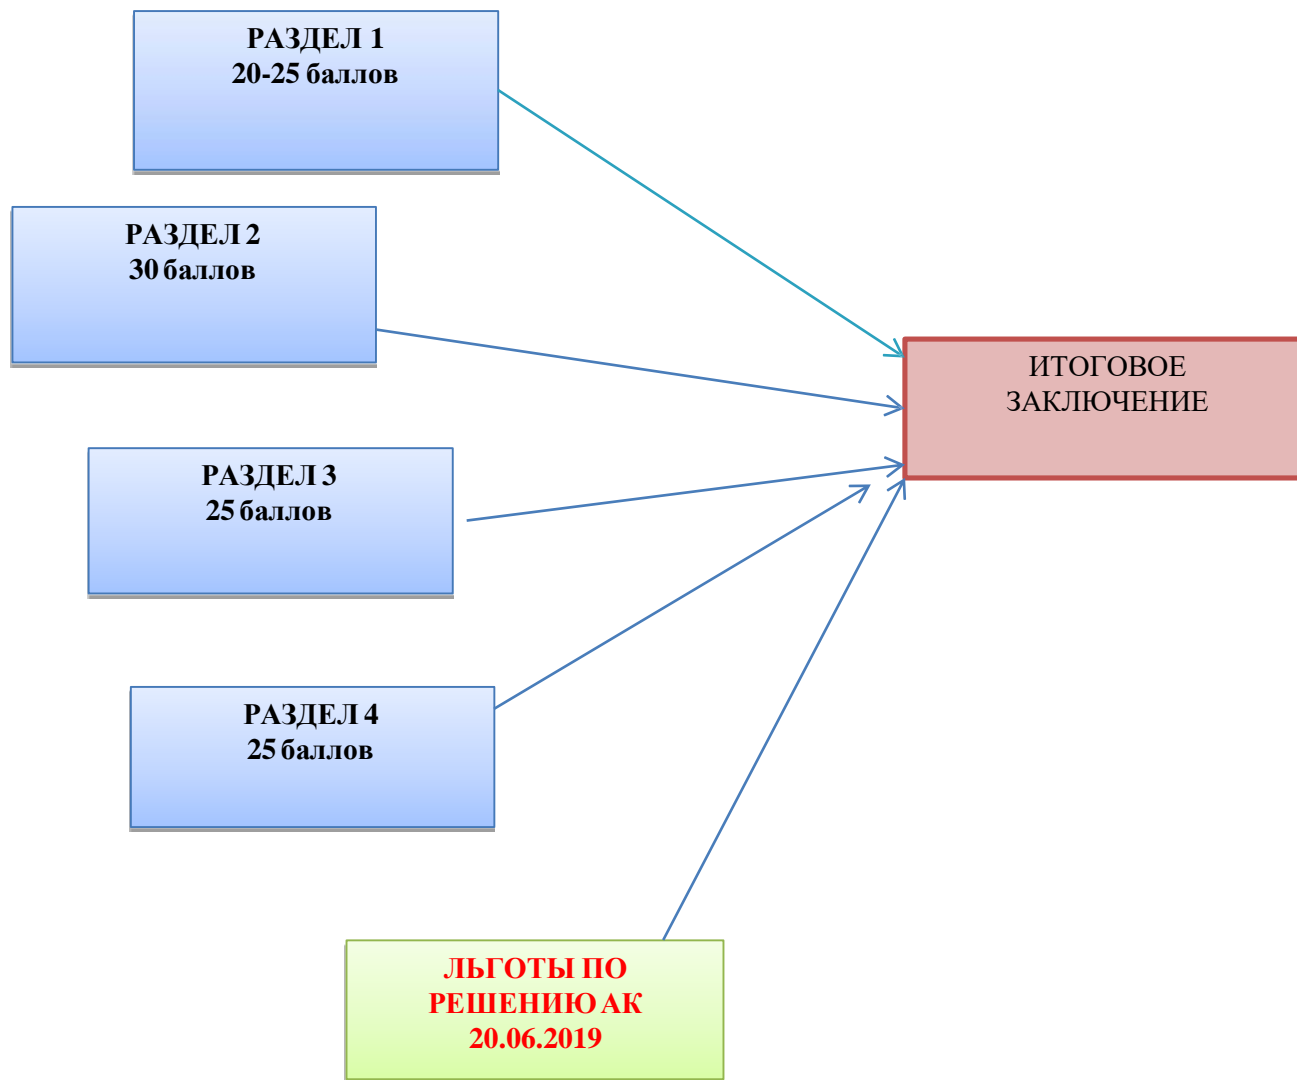 РАЗДЕЛ 1
20-25 баллов
РАЗДЕЛ 2
30 баллов
ИТОГОВОЕ
ЗАКЛЮЧЕНИЕ
РАЗДЕЛ 3
25 баллов
РАЗДЕЛ 4
25 баллов
ЛЬГОТЫ ПО
РЕШЕНИЮ АК
20.06.2019